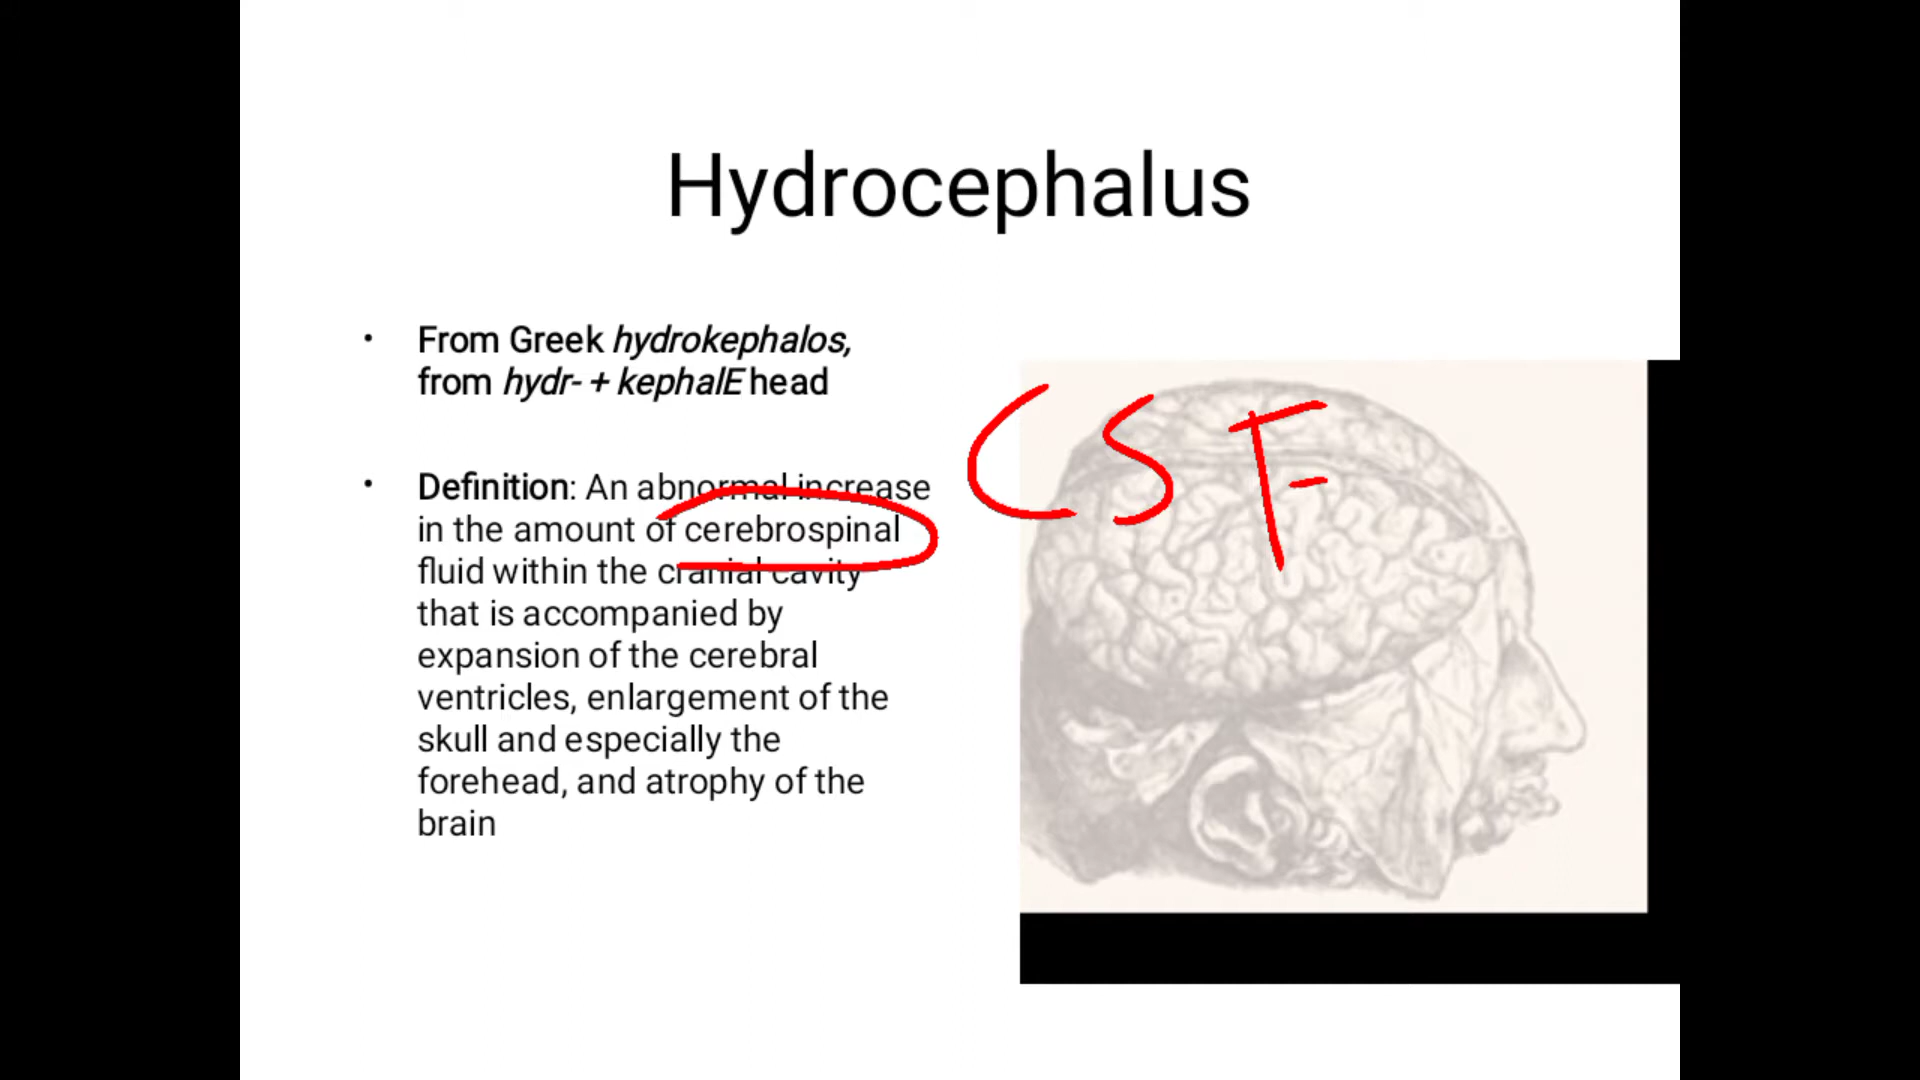 Hydrocephalus
• From Greek hydrokephalos,
from hydr- + kephalE head
• Definition: An abnormal increase
in the amount of cerebrospinal
fluid within the cranial cavity
that is accompanied by
expansion of the cerebral
ventricles, enlargement of the
skull and especially the
forehead, and atrophy of the
brain
CSF